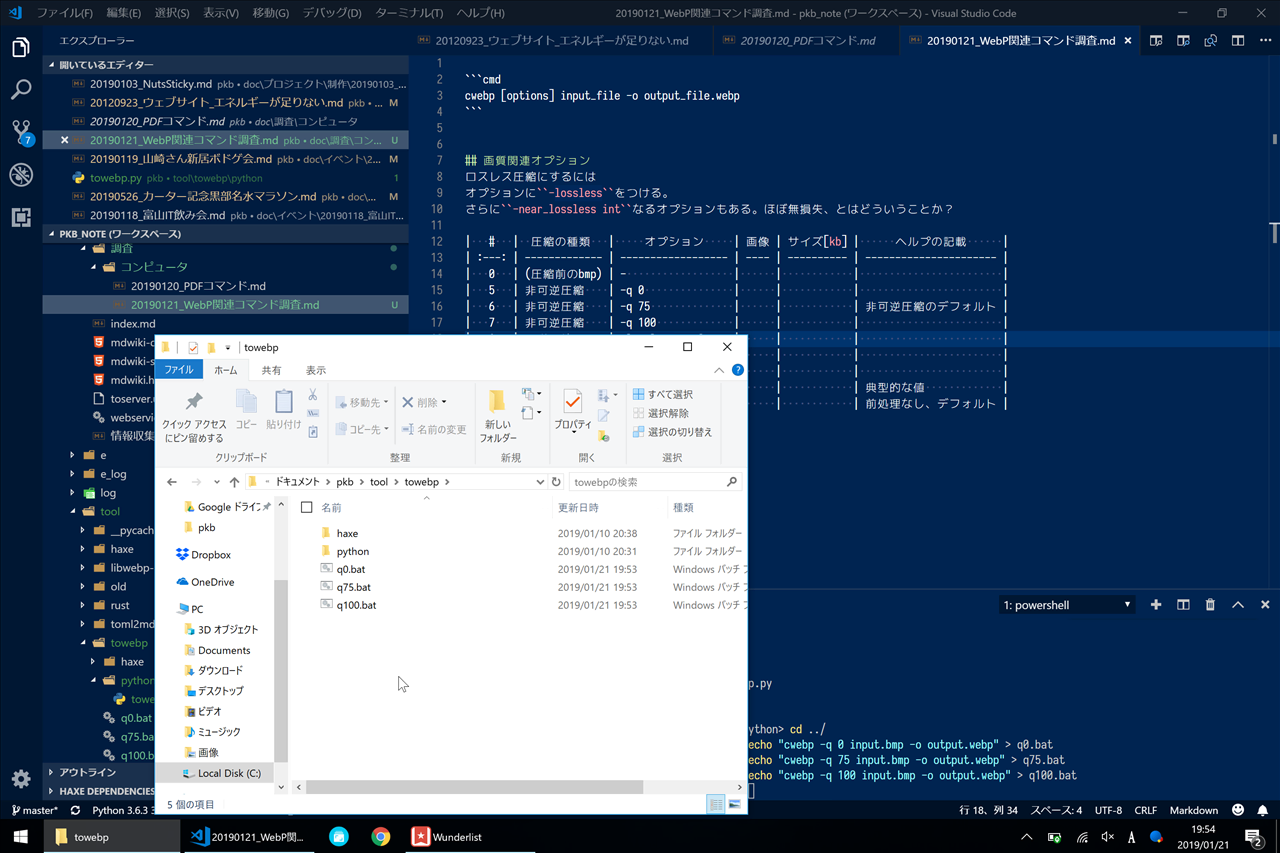 ファイル(F) 編集(E) 選択(S) 表示(V) 移動(G) デバッグ(D) ターミナル(T) ヘルプ(H) 20190121_WebP関連コマンド調査.md - pkb_note (ワークスペース) - Visual Studio Code
エクスプローラー
20120923_ウェブサイト_エネルギーが足りない.md 20190120_PDFコマンド.md 20190121_WebP関連コマンド調査.md
開いているエディター
20190103_NutsSticky.md pkb • doc\プロジェクト\制作\20190103_...
20120923_ウェブサイト_エネルギーが足りない.md pkb • ... M
20190120_PDFコマンド.md pkb • doc\調査\コンピュータ
20190121_WebP関連コマンド調査.md pkb • doc\調査\コン... U
20190119_山崎さん新居ボドゲ会.md pkb • doc\イベント\2... M
towebp.py pkb • tool\towebp\python 1
20190526_カーター記念黒部名水マラソン.md pkb • doc\... M
20190118_富山IT飲み会.md pkb • doc\イベント\20190118_富山IT...
PKB_NOTE (ワークスペース)
調査
コンピュータ
20190120_PDFコマンド.md
20190121_WebP関連コマンド調査.md U
index.md
mdwiki-
mdwiki-s
mdwiki.h
toserver.
webservi
情報収集
e
e_log
log
tool
__pycach
haxe
libwebp-
old
rust
toml2md
towebp
haxe
python
towe
q0.bat
q75.ba
q100.b
アウトライン
HAXE DEPENDENCIES
1
2 ```cmd
3 cwebp [options] input_file -o output_file.webp
4 ```
5
6
7 ## 画質関連オプション
8 ロスレス圧縮にするには
9 オプションに``-lossless``をつける。
10 さらに``-near_lossless int``なるオプションもある。ほぼ無損失、とはどういうことか?
11
12 | # | 圧縮の種類 | オプション | 画像 | サイズ[kb] | ヘルプの記載 |
13 | :---: | ------------- | ------------------ | ---- | ---------- | ---------------------- |
14 | 0 | (圧縮前のbmp) | - | | | |
15 | 5 | 非可逆圧縮 | -q 0 | | | |
16 | 6 | 非可逆圧縮 | -q 75 | | | 非可逆圧縮のデフォルト |
17 | 7 | 非可逆圧縮 | -q 100 | | | |
| 典型的な値 |
| 前処理なし、デフォルト |
towebp
ファイル ホーム 共有 表示
クイック アクセスにピン留めする コピー 貼り付け 移動先 コピー先 削除 名前の変更 新しいフォルダー プロパティ すべて選択 選択解除 選択の切り替え
クリップボード 整理 新規 開く 選択
ドキュメント › pkb › tool › towebp › towebpの検索
名前 更新日時 種類
haxe 2019/01/10 20:38 ファイル フォルダー
python 2019/01/10 20:31 ファイル フォルダー
q0.bat 2019/01/21 19:53 Windows バッチ フ
q75.bat 2019/01/21 19:53 Windows バッチ フ
q100.bat 2019/01/21 19:53 Windows バッチ フ
Google ドライブ
pkb
Dropbox
OneDrive
PC
3D オブジェクト
Documents
ダウンロード
デスクトップ
ビデオ
ミュージック
画像
Local Disk (C:)
5 個の項目
1: powershell
p.py
ython> cd ../
echo "cwebp -q 0 input.bmp -o output.webp" > q0.bat
echo "cwebp -q 75 input.bmp -o output.webp" > q75.bat
echo "cwebp -q 100 input.bmp -o output.webp" > q100.bat
master* Python 3.6.3 行 18、列 34 スペース: 4 UTF-8 CRLF Markdown
towebp 20190121_WebP関... Wunderlist
A 19:54
2019/01/21 2